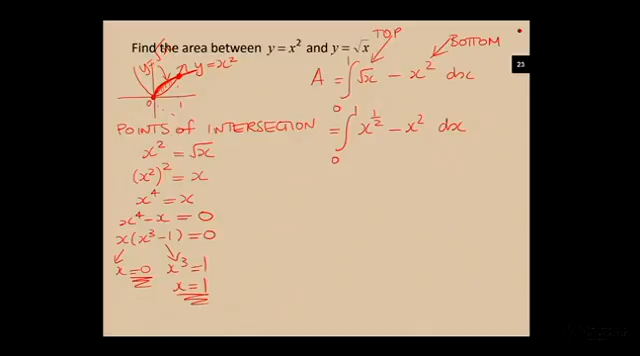 Find the area between y = x² and y = √x
y=√x
y = x²
0 1
POINTS OF INTERSECTION
x² = √x
(x²)² = x
x⁴ = x
x⁴ - x = 0
x(x³ - 1) = 0
x = 0 x³ = 1
x = 1
TOP BOTTOM
A = ∫₀¹ √x - x² dx
= ∫₀¹ x^½ - x² dx
23